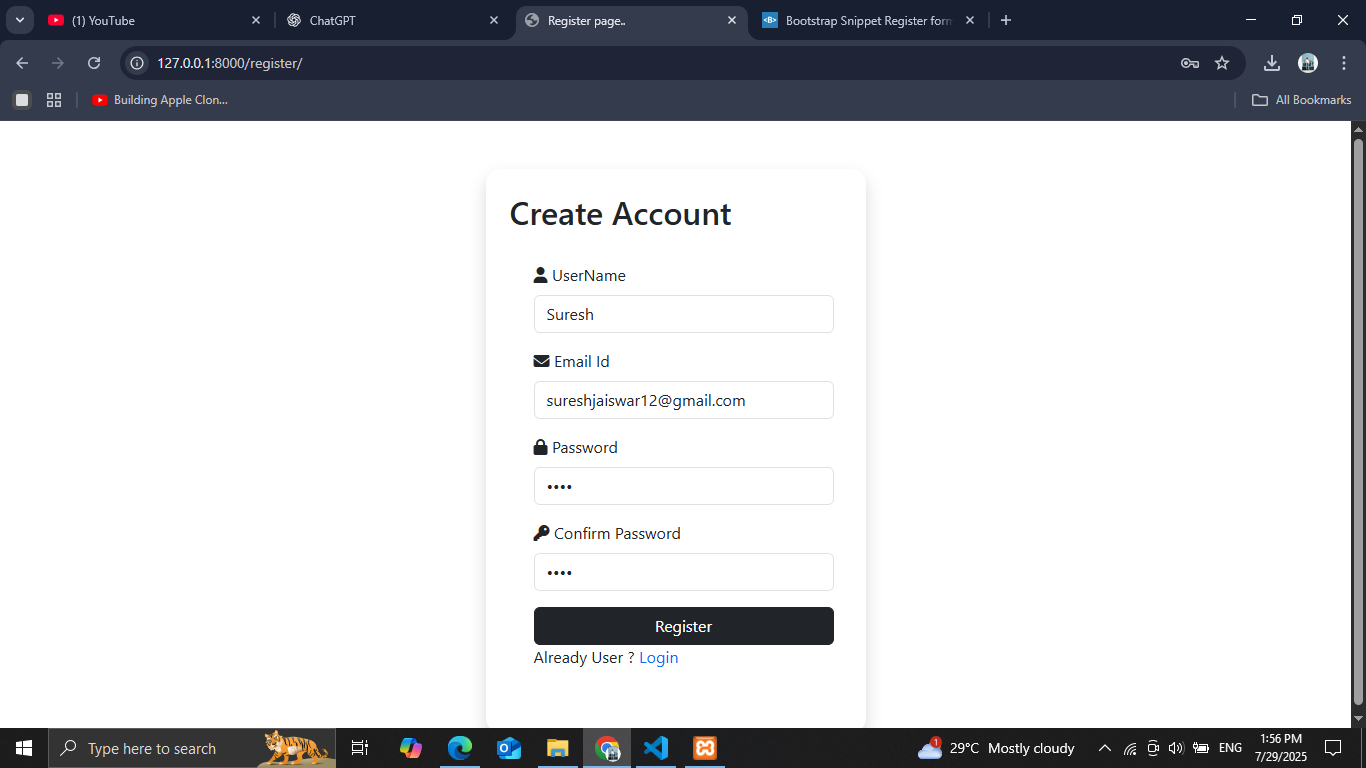 (1) YouTube
ChatGPT
Register page..
Bootstrap Snippet Register form
127.0.0.1:8000/register/
Building Apple Clon...
All Bookmarks
Create Account
UserName
Suresh
Email Id
sureshjaiswar12@gmail.com
Password
••••
Confirm Password
••••
Register
Already User ? Login
Type here to search
1
29°C Mostly cloudy
ENG
1:56 PM
7/29/2025